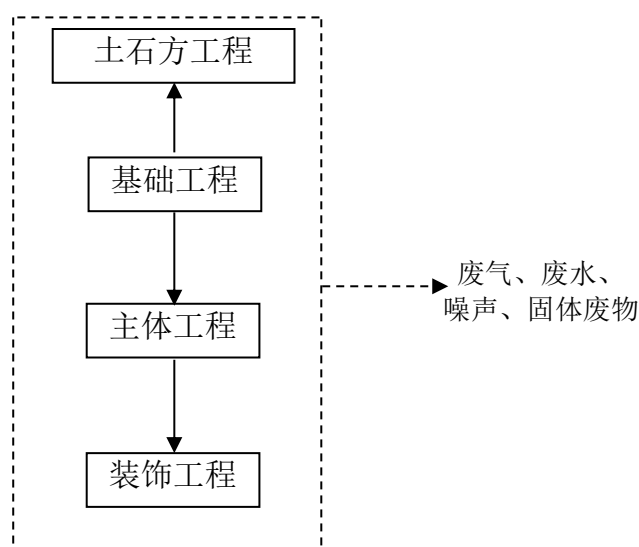 土石方工程
基础工程
主体工程
装饰工程
废气、废水、
噪声、固体废物